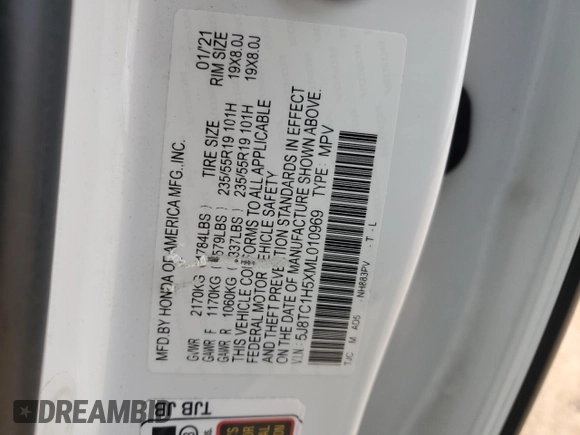 MFD.BY HONDA OF AMERICA MFG.,INC. 01/'21
TIRE SIZE RIM SIZE
GVWR 2170KG 784LBS)
GAWR F 1170KG 579LBS) 235/55R19 101H 19X8.0J
GAWR R 1060KG 337LBS) 235/55R19 101H 19X8.0J
THIS VEHICLE CONFORMS TO ALL APPLICABLE
FEDERAL MOTOR VEHICLE SAFETY
AND THEFT PREVENTION STANDARDS IN EFFECT
ON THE DATE OF MANUFACTURE SHOWN ABOVE.
VIN: 5J8TC1H5XML010969 TYPE: MPV
TJC M A05 NH883PV - T - L
TJB JB
DREAMBID